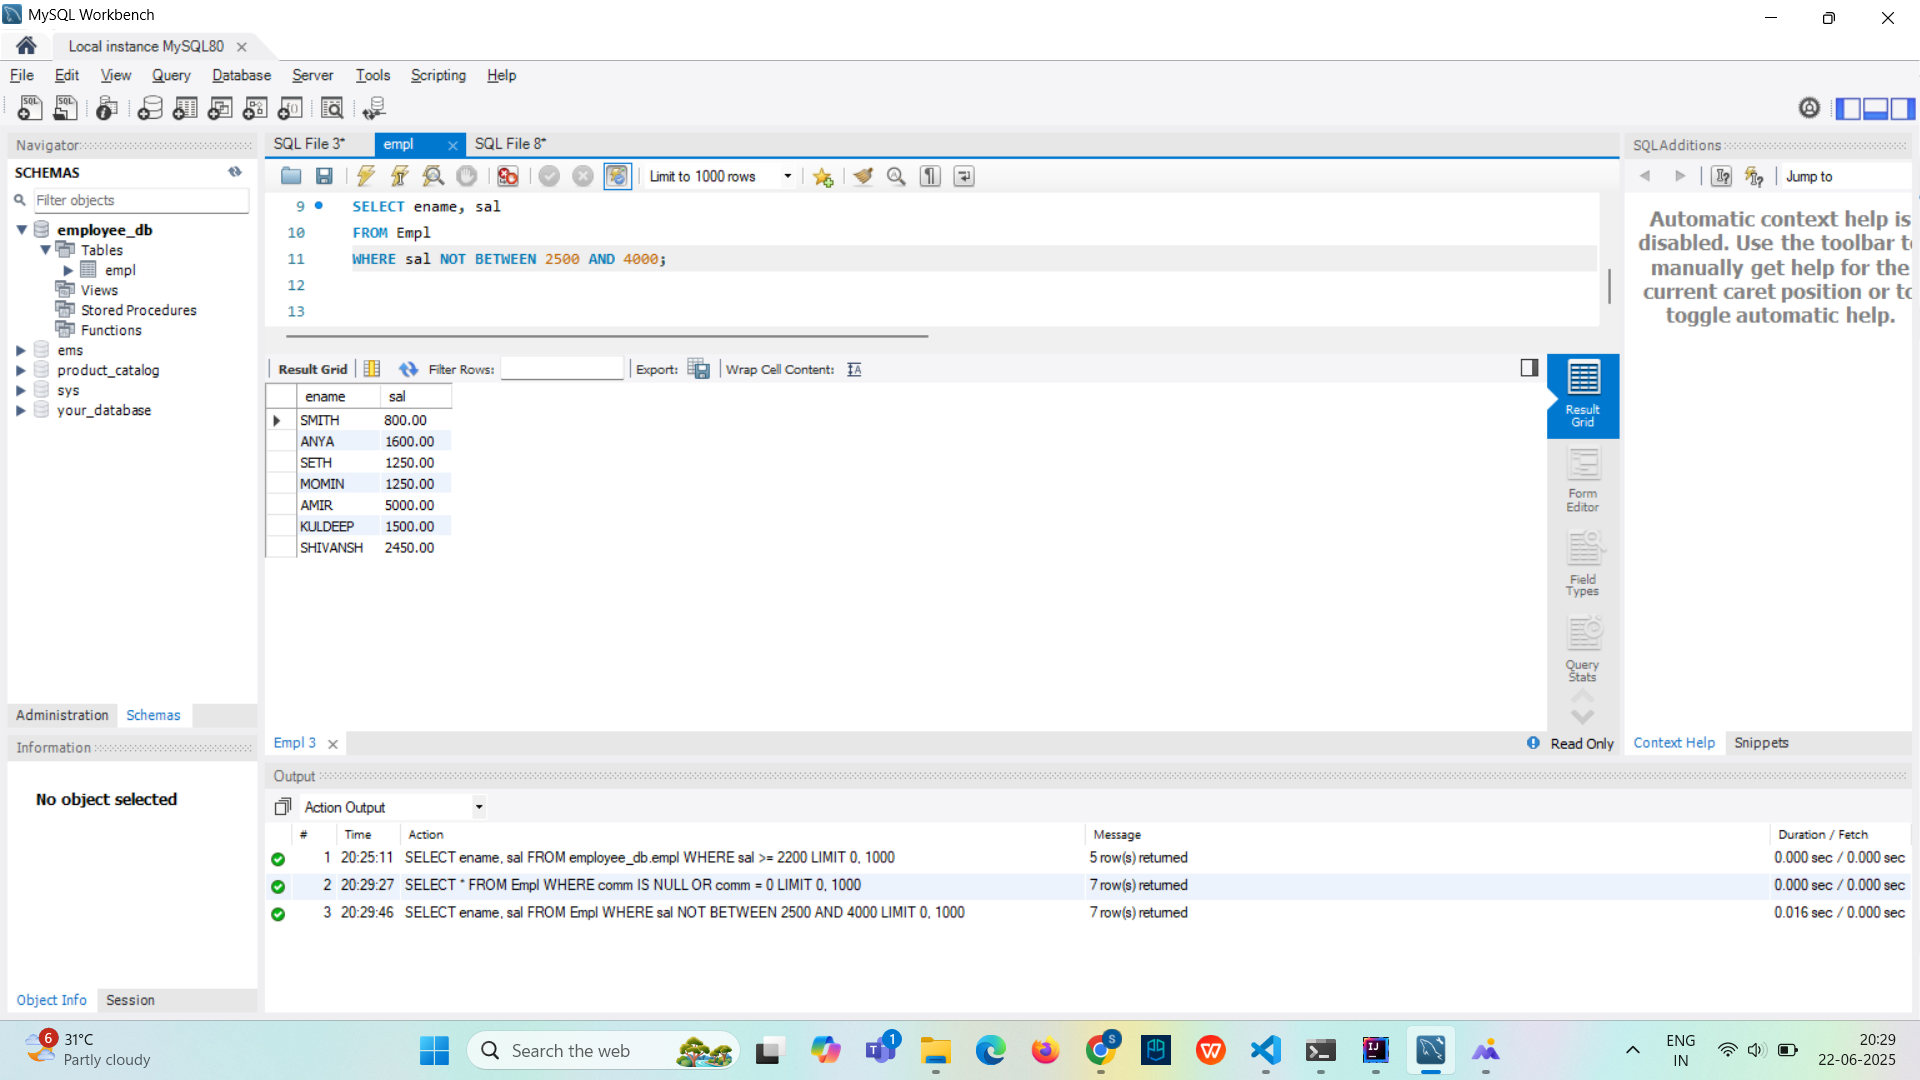 MySQL Workbench
Local instance MySQL80
File Edit View Query Database Server Tools Scripting Help
Navigator
SCHEMAS
Filter objects
employee_db
Tables
empl
Views
Stored Procedures
Functions
ems
product_catalog
sys
your_database
Administration Schemas
Information
No object selected
Object Info Session
SQL File 3* empl SQL File 8*
Limit to 1000 rows
9 SELECT ename, sal
10 FROM Empl
11 WHERE sal NOT BETWEEN 2500 AND 4000;
12
13
Result Grid Filter Rows: Export: Wrap Cell Content:
ename sal
SMITH 800.00
ANYA 1600.00
SETH 1250.00
MOMIN 1250.00
AMIR 5000.00
KULDEEP 1500.00
SHIVANSH 2450.00
Result
Grid
Form
Editor
Field
Types
Query
Stats
Empl 3
Read Only
SQLAdditions
Jump to
Automatic context help is
disabled. Use the toolbar
manually get help for the
current caret position or
toggle automatic help.
Context Help Snippets
Output
Action Output
# Time Action Message Duration / Fetch
1 20:25:11 SELECT ename, sal FROM employee_db.empl WHERE sal >= 2200 LIMIT 0, 1000 5 row(s) returned 0.000 sec / 0.000 sec
2 20:29:27 SELECT * FROM Empl WHERE comm IS NULL OR comm = 0 LIMIT 0, 1000 7 row(s) returned 0.000 sec / 0.000 sec
3 20:29:46 SELECT ename, sal FROM Empl WHERE sal NOT BETWEEN 2500 AND 4000 LIMIT 0, 1000 7 row(s) returned 0.016 sec / 0.000 sec
6
31°C
Partly cloudy
Search the web
1
S
ENG
IN
20:29
22-06-2025